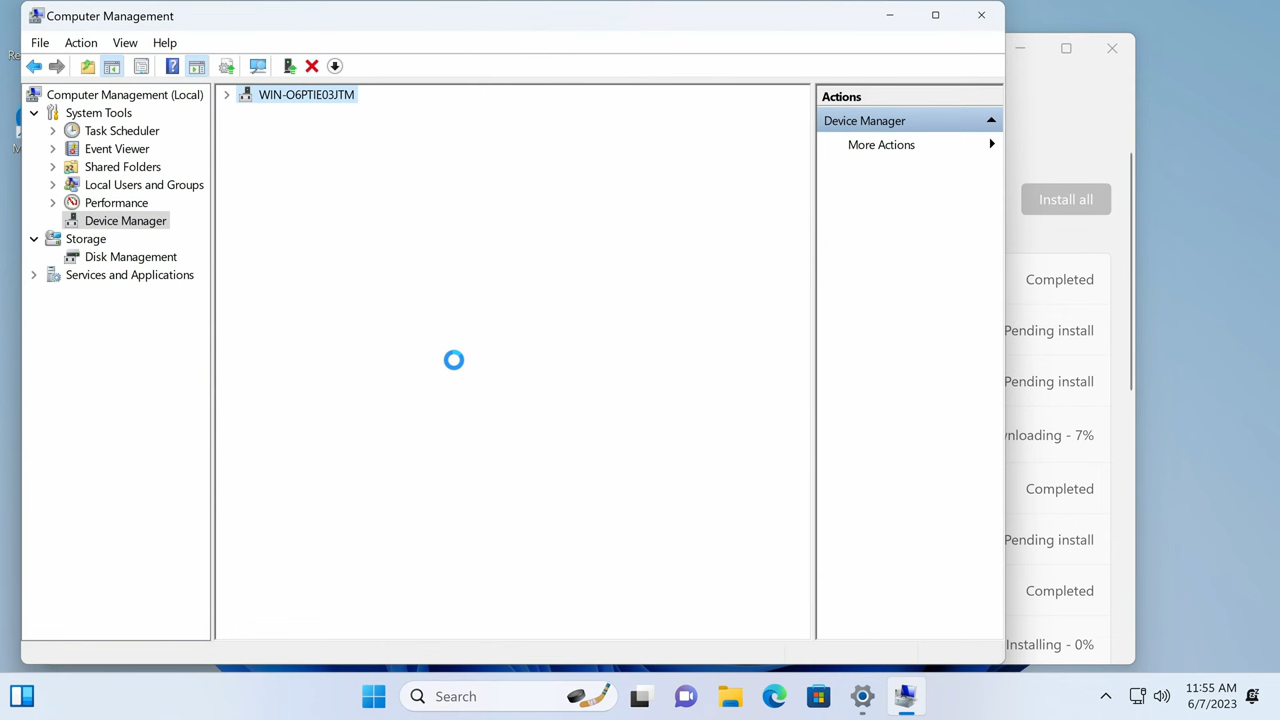 Computer Management
File Action View Help
Computer Management (Local)
System Tools
Task Scheduler
Event Viewer
Shared Folders
Local Users and Groups
Performance
Device Manager
Storage
Disk Management
Services and Applications
WIN-O6PTIE03JTM
Actions
Device Manager
More Actions
Install all
Completed
Pending install
Pending install
nloading - 7%
Completed
Pending install
Completed
Installing - 0%
Search
11:55 AM
6/7/2023